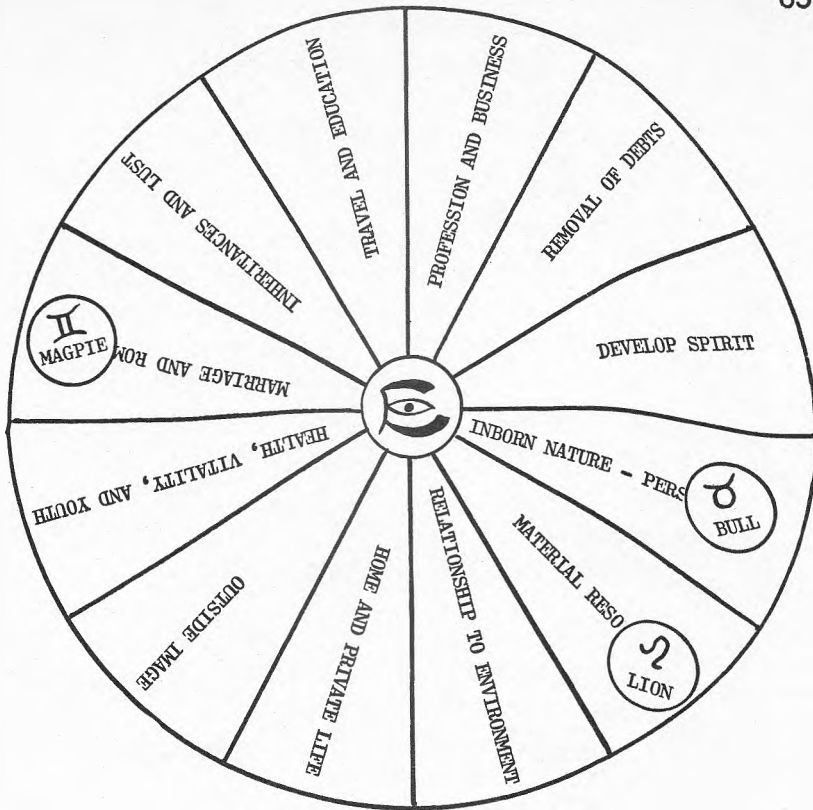 TRAVEL AND EDUCATION
PROFESSION AND BUSINESS
REMOVAL OF DEBTS
DEVELOP SPIRIT
INBORN NATURE - PERS
BULL
MATERIAL RESO
LION
RELATIONSHIP TO ENVIRONMENT
HOME AND PRIVATE LIFE
OUTSIDE IMAGE
HEALTH, VITALITY, AND YOUTH
MARRIAGE AND ROM
MAGPIE
INHERITANCES AND LUST